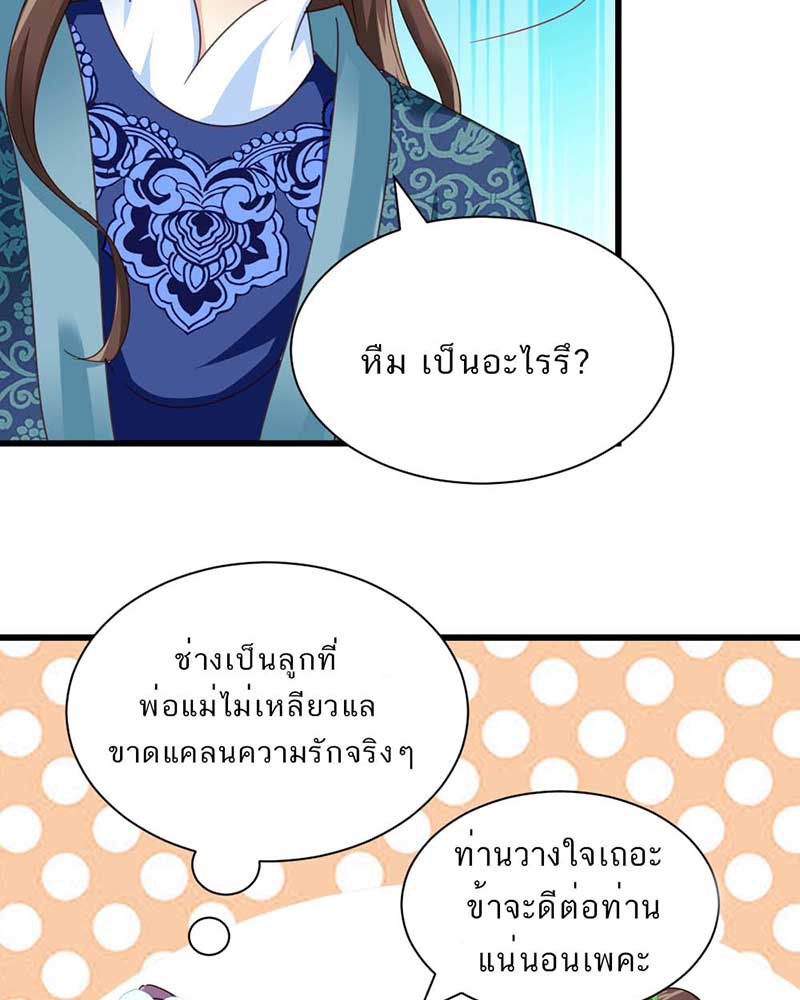 หืม เป็นอะไรรึ?
ช่างเป็นลูกที่
พ่อแม่ไม่เหลียวแล
ขาดแคลนความรักจริงๆ
ท่านวางใจเถอะ
ข้าจะดีต่อท่าน
แน่นอนเพคะ